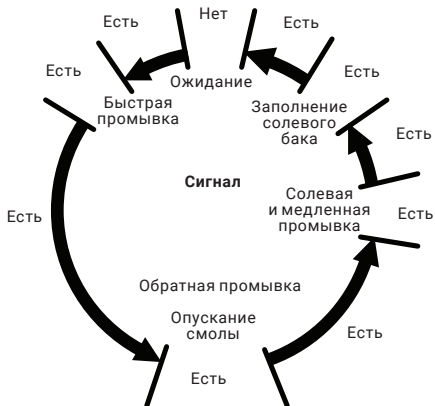 Нет
Есть
Есть
Есть
Есть
Ожидание
Быстрая
промывка
Заполнение
солевого
бака
Есть
Сигнал
Солевая
и медленная
промывка
Есть
Есть
Обратная промывка
Опускание
смолы
Есть
Есть